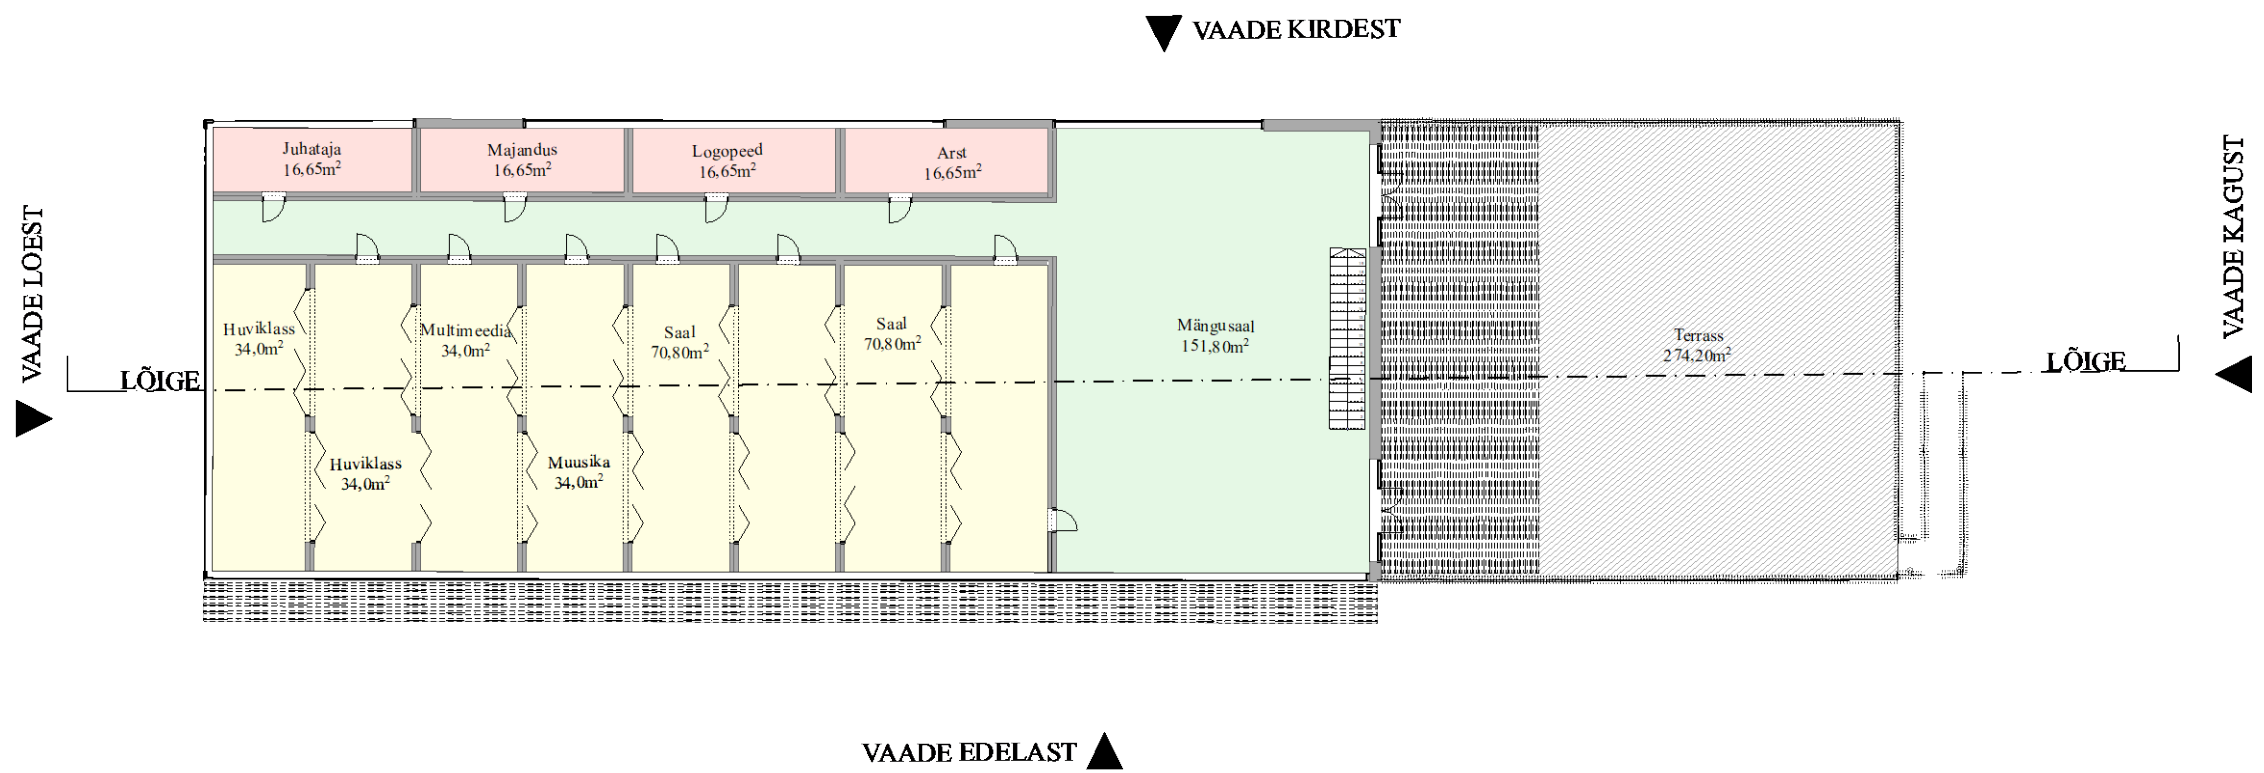 VAADE KIRDEST
Juhataja
16,65m²
Majandus
16,65m²
Logopeed
16,65m²
Arst
16,65m²
VAADE LOEST
VAADE KAGUST
Huviklass
34,0m²
Multimeedia
34,0m²
Saal
70,80m²
Saal
70,80m²
Mängusaal
151,80m²
Terrass
274,20m²
LÕIGE
LÕIGE
Huviklass
34,0m²
Muusika
34,0m²
VAADE EDELAST